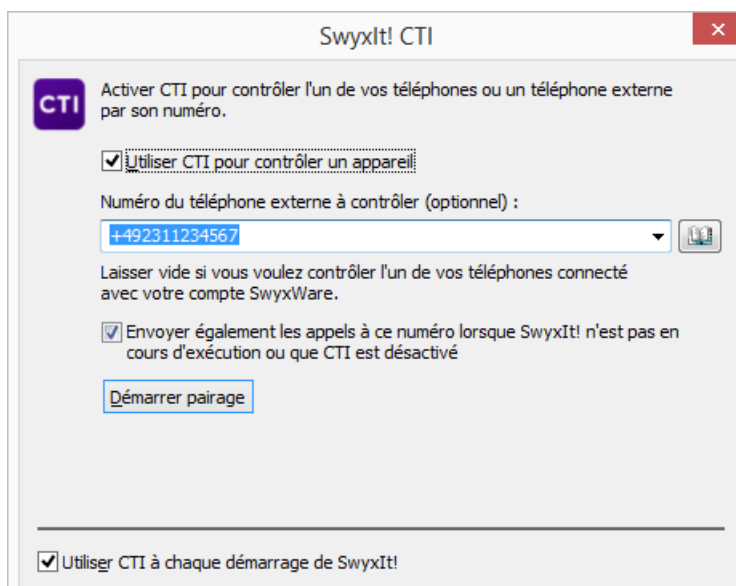 SwyxIt! CTI
CTI
Activer CTI pour contrôler l'un de vos téléphones ou un téléphone externe
par son numéro.
Utiliser CTI pour contrôler un appareil
Numéro du téléphone externe à contrôler (optionnel) :
+492311234567
Laisser vide si vous voulez contrôler l'un de vos téléphones connecté
avec votre compte SwyxWare.
Envoyer également les appels à ce numéro lorsque SwyxIt! n'est pas en
cours d'exécution ou que CTI est désactivé
Démarrer pairage
Utiliser CTI à chaque démarrage de SwyxIt!